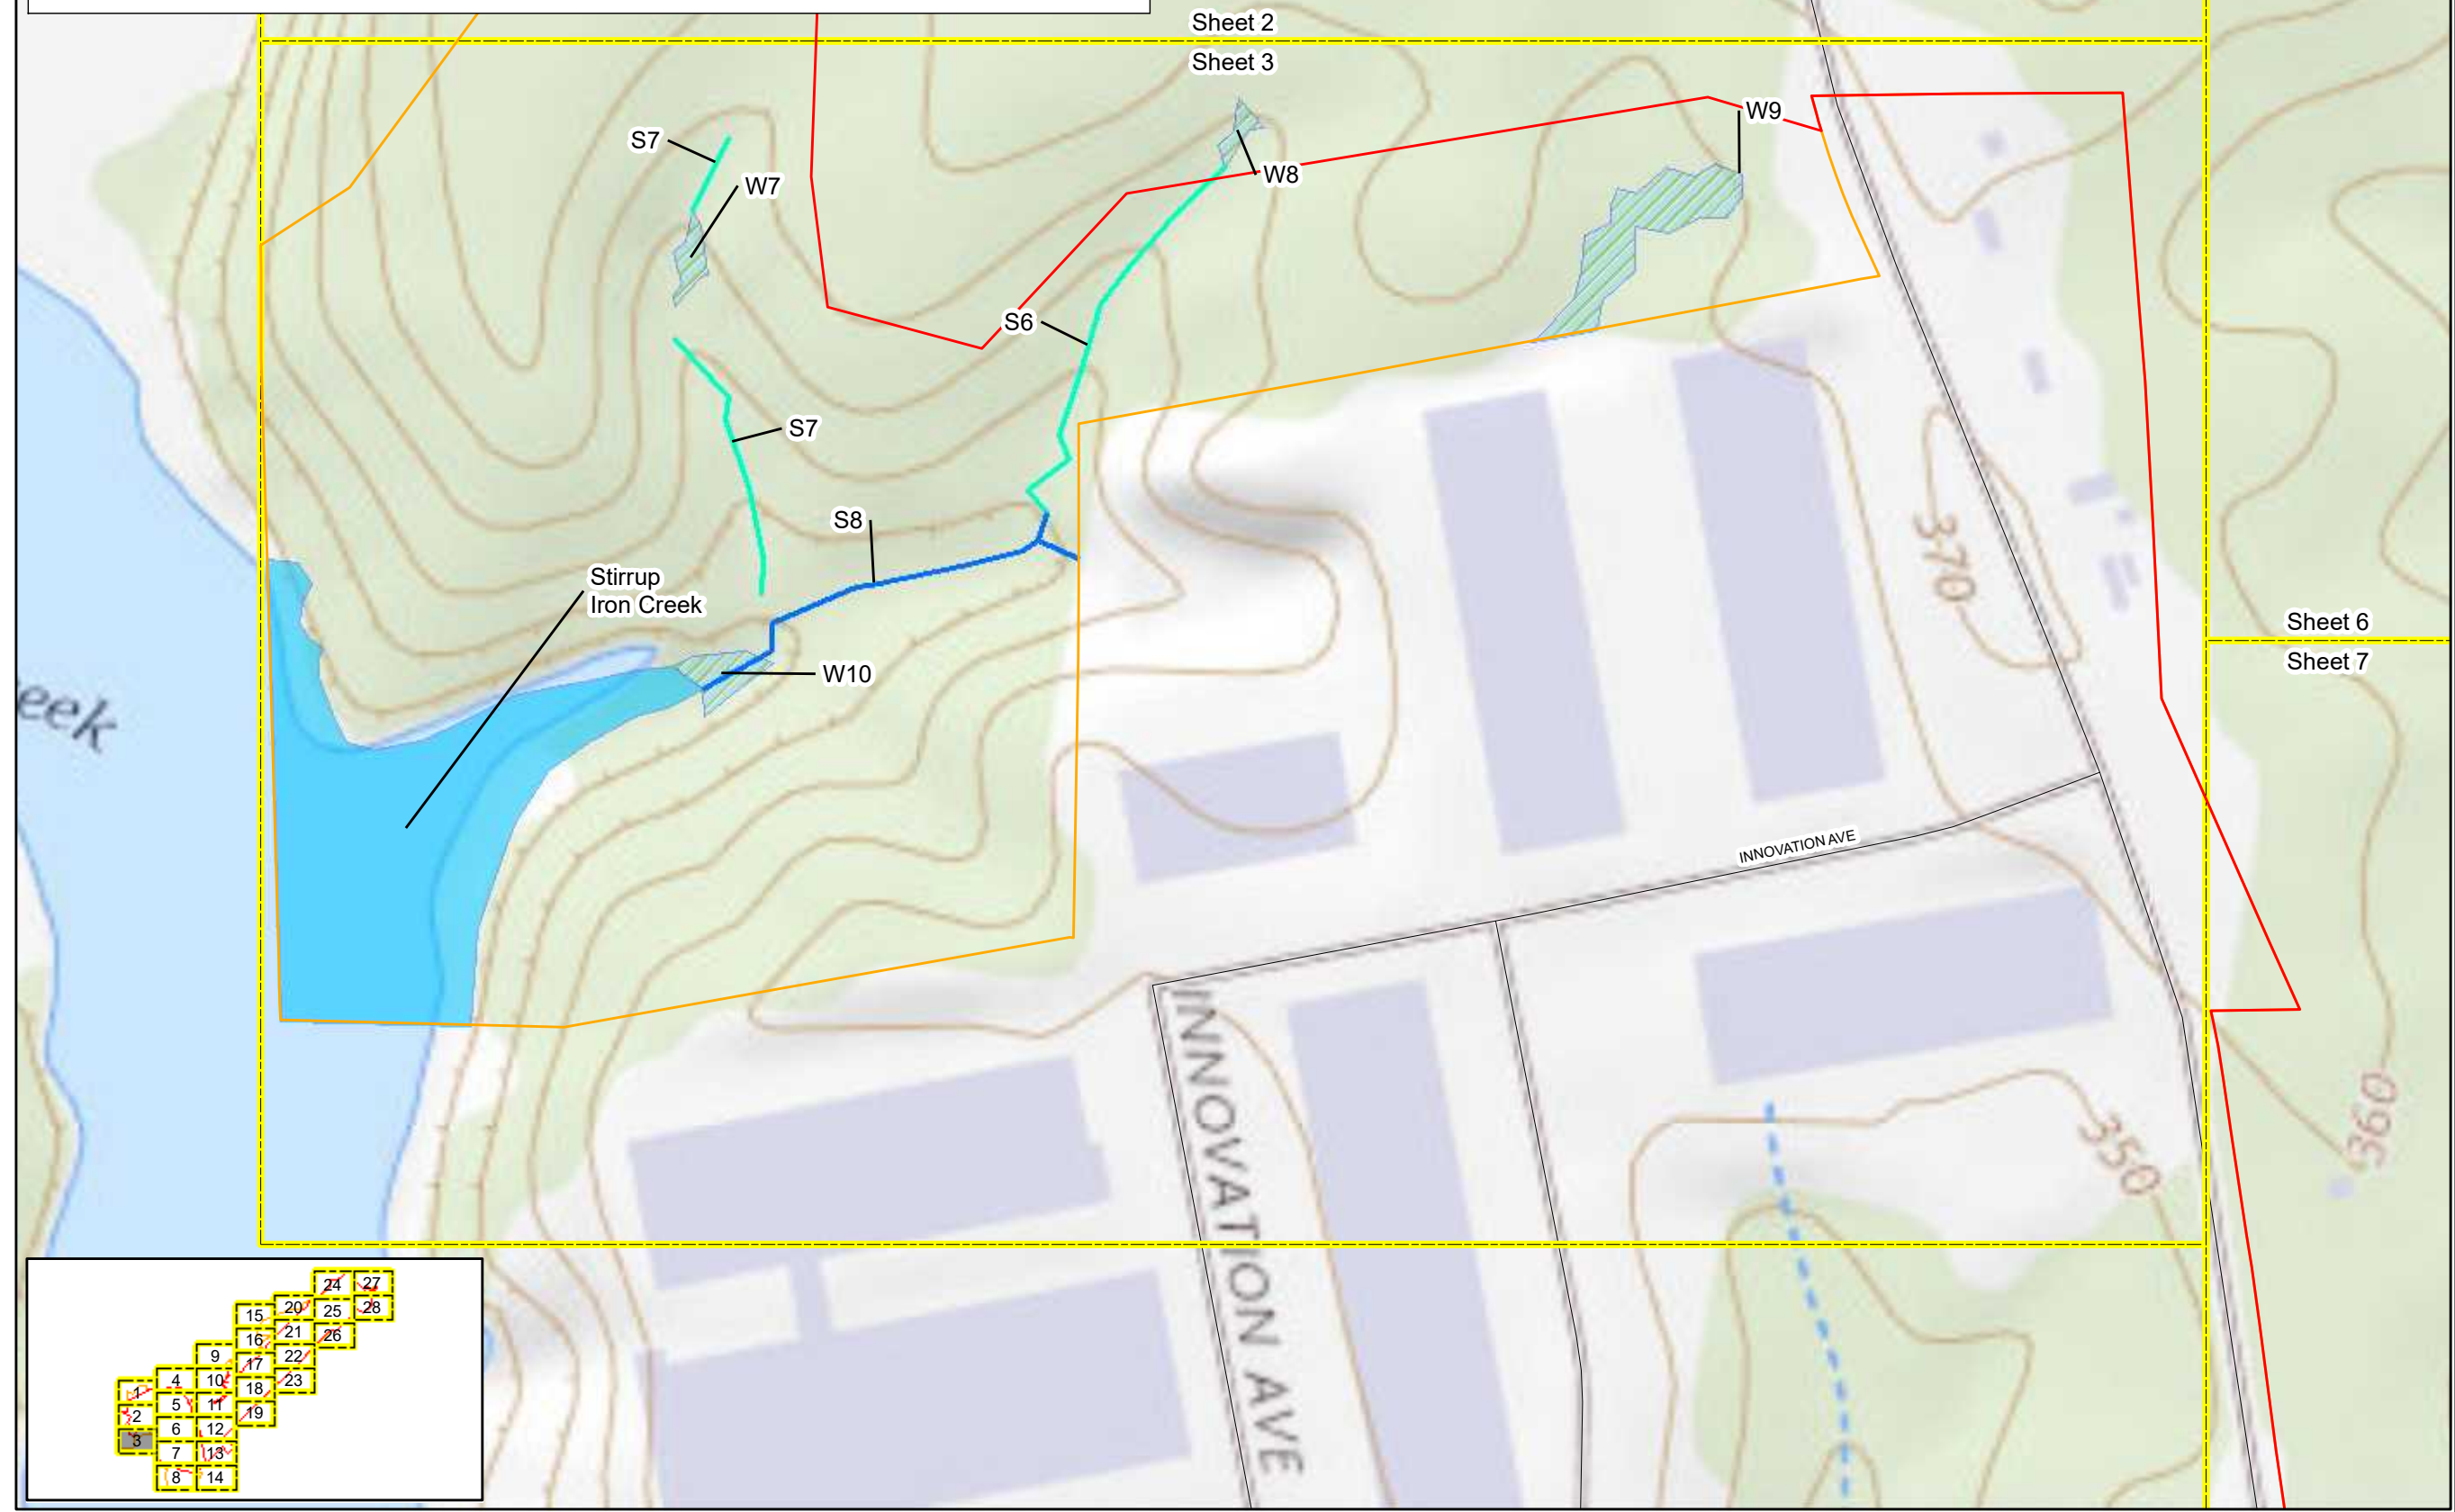 Sheet 2
Sheet 3
W9
S7
W8
W7
S6
S7
S8
370
Stirrup
Iron Creek
Sheet 6
Sheet 7
W10
eek
INNOVATION AVE
INNOVATION AVE
350
360
24 27
20 25 28
15
16 21 26
9 17 22
4 10 18 23
1 5 11 19
2 6 12
3 7 13
8 14